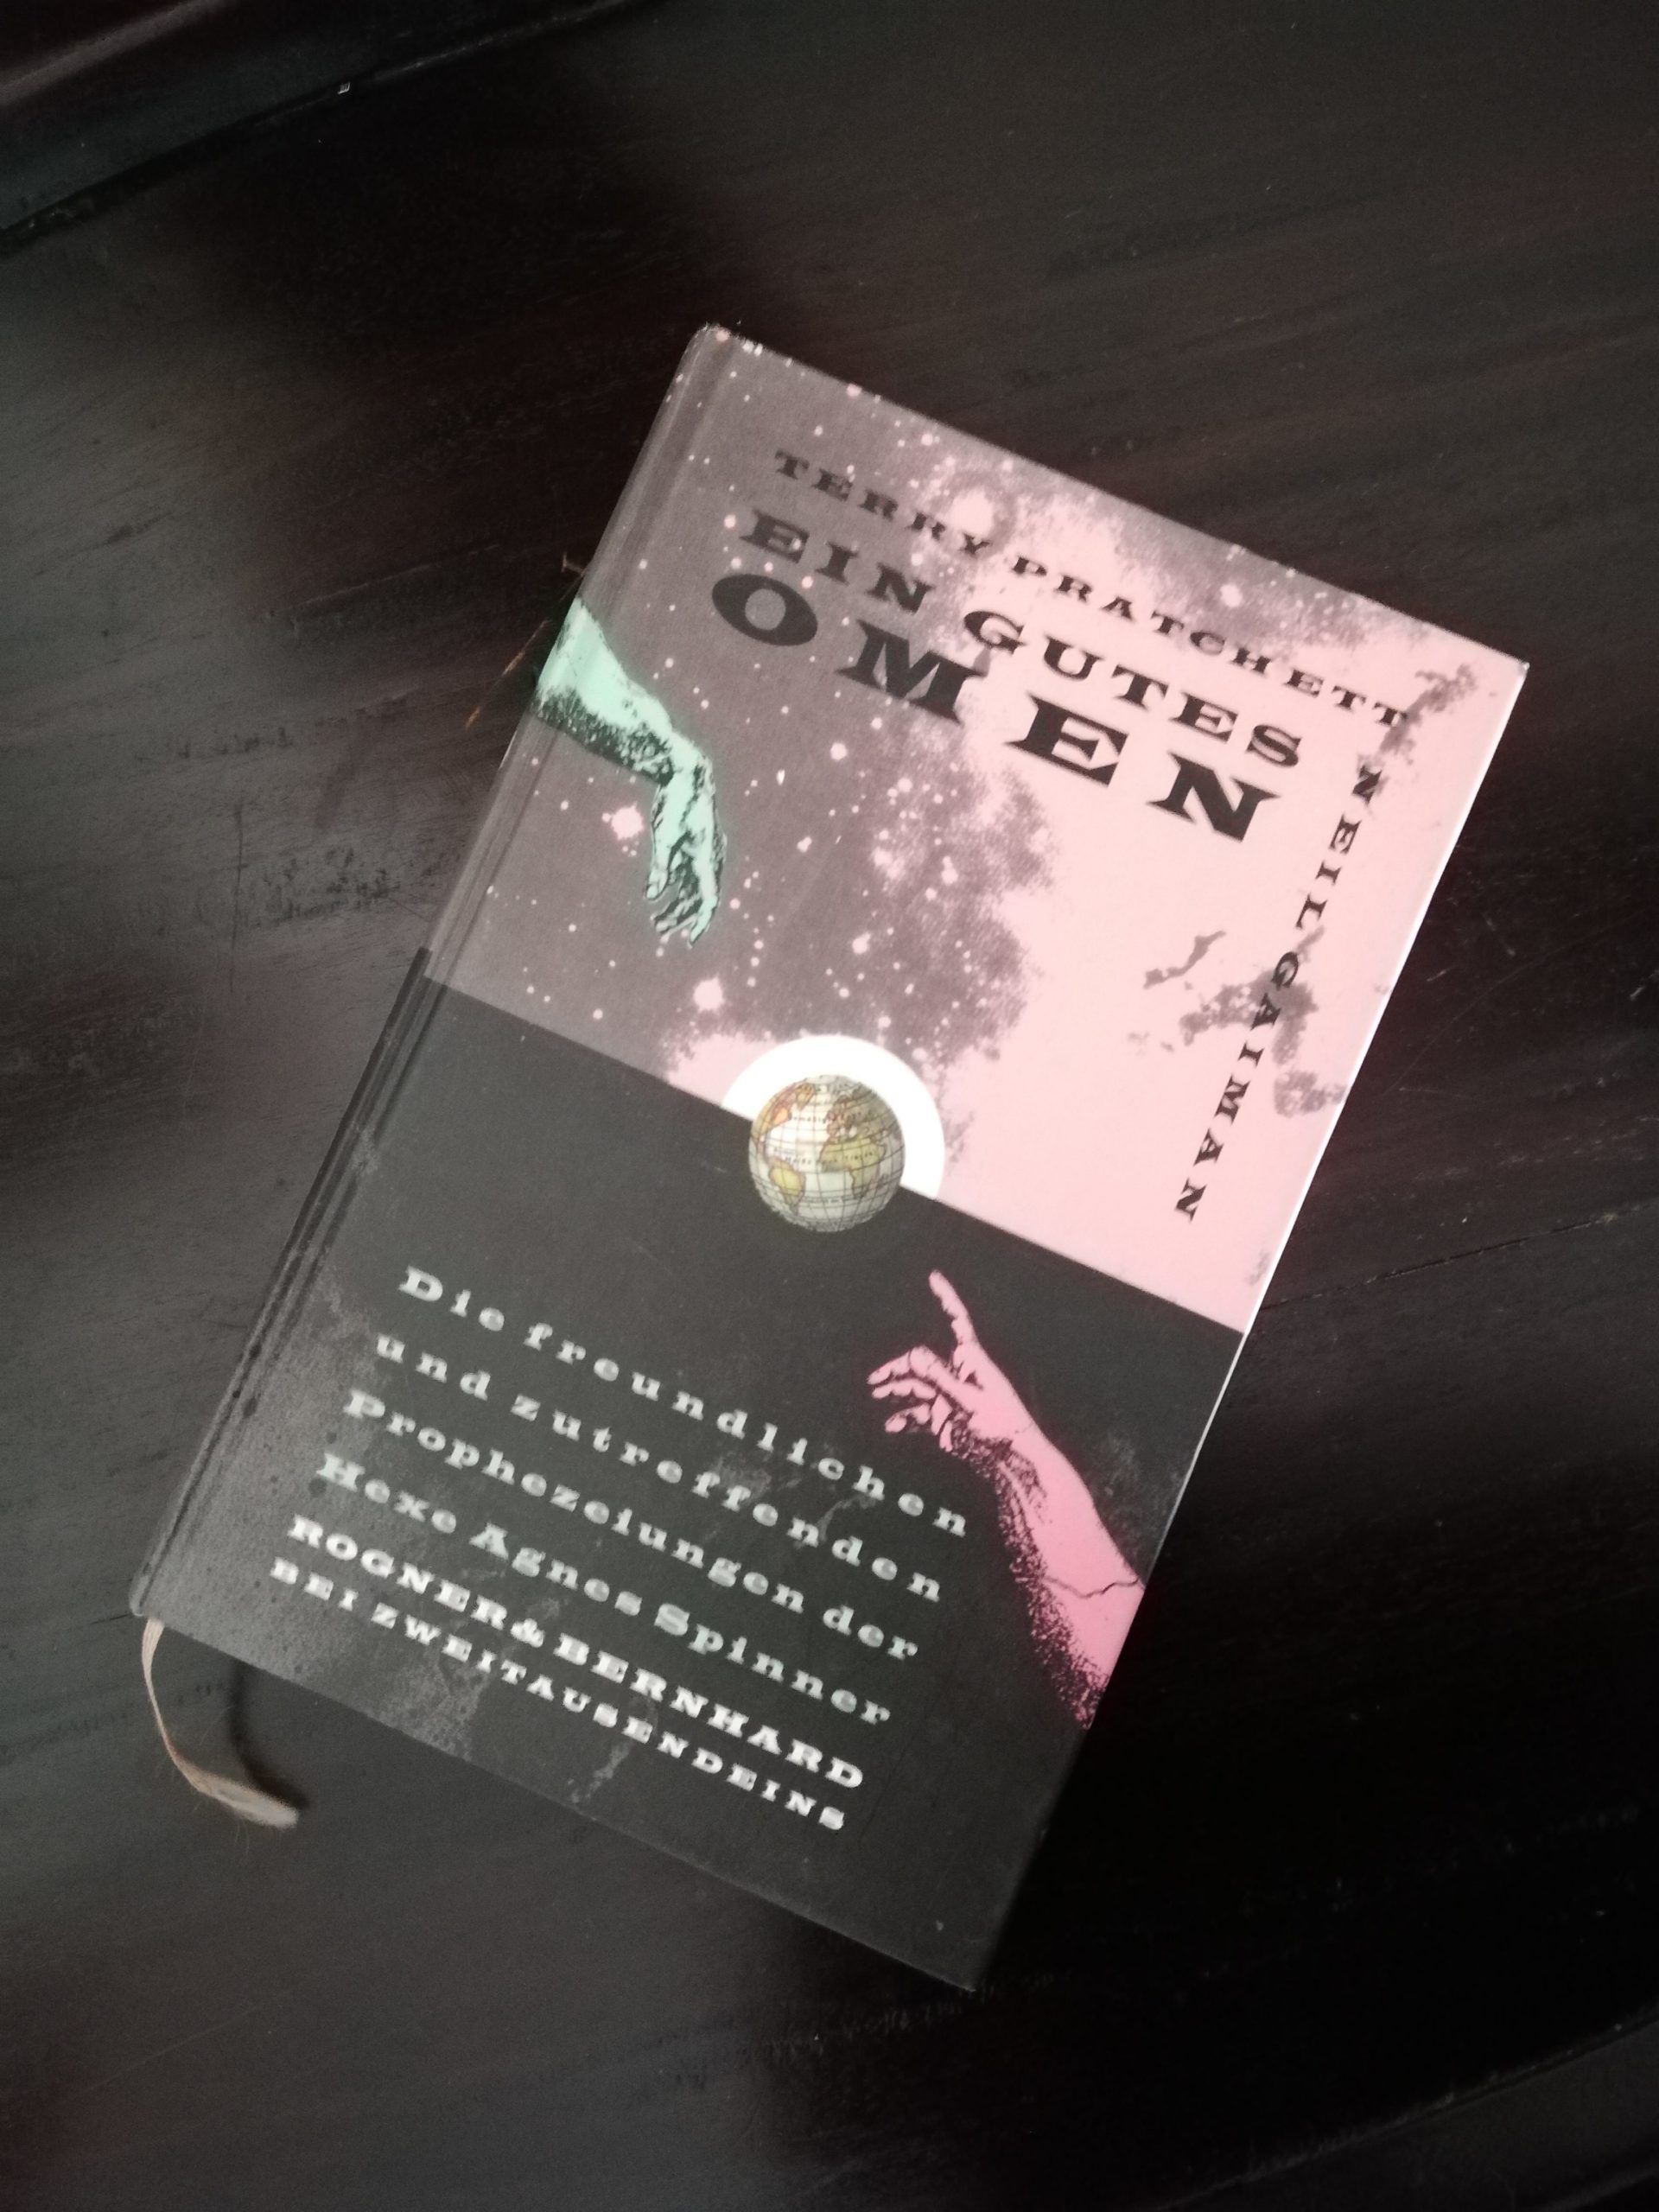 TERRY PRATCHETT
NEIL GAIMAN
EIN GUTES
OMEN
Die freundlichen
und zutreffenden
Prophezeiungen der
Hexe Agnes Spinner
ROGNER & BERNHARD
BEI ZWEITAUSENDEINS